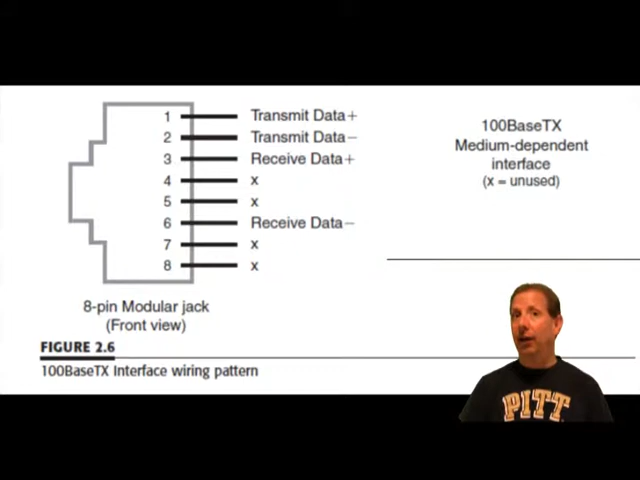 1 Transmit Data+
2 Transmit Data−
3 Receive Data+
4 x
5 x
6 Receive Data−
7 x
8 x
8-pin Modular jack
(Front view)
100BaseTX
Medium-dependent
interface
(x = unused)
FIGURE 2.6
100BaseTX Interface wiring pattern
PITT